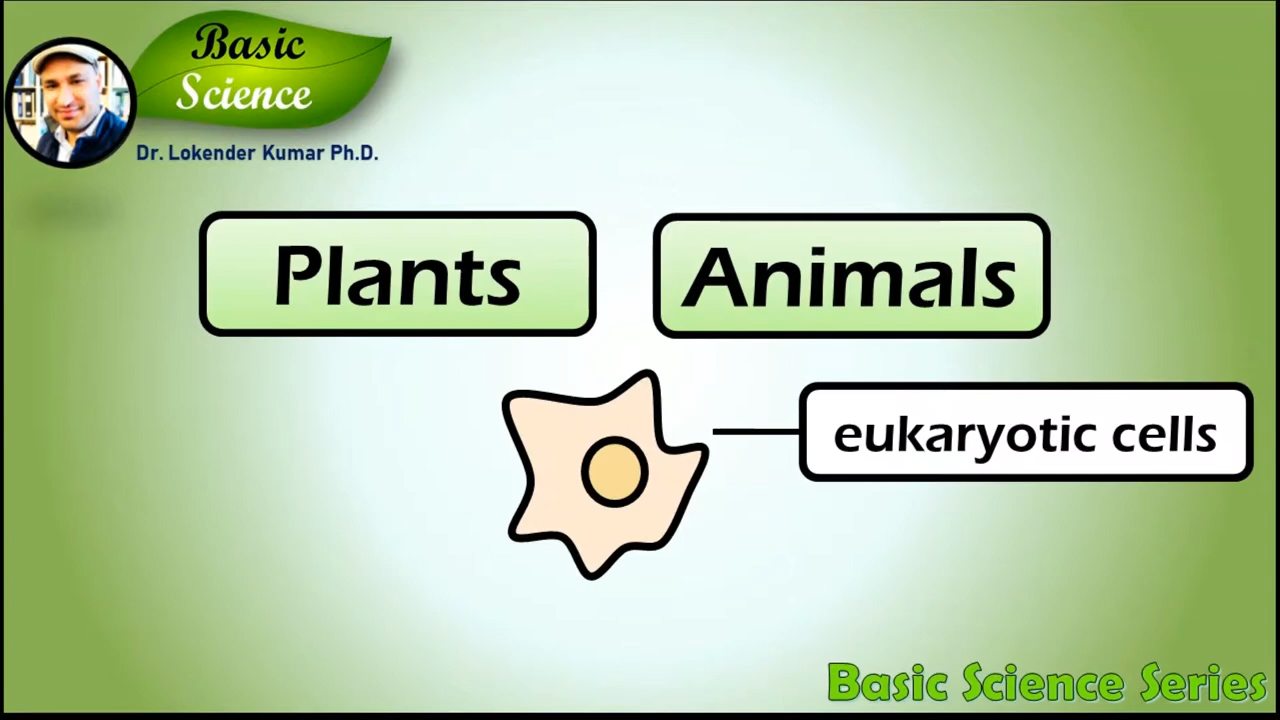 Basic
Science
Dr. Lokender Kumar Ph.D.
Plants
Animals
eukaryotic cells
Basic Science Series